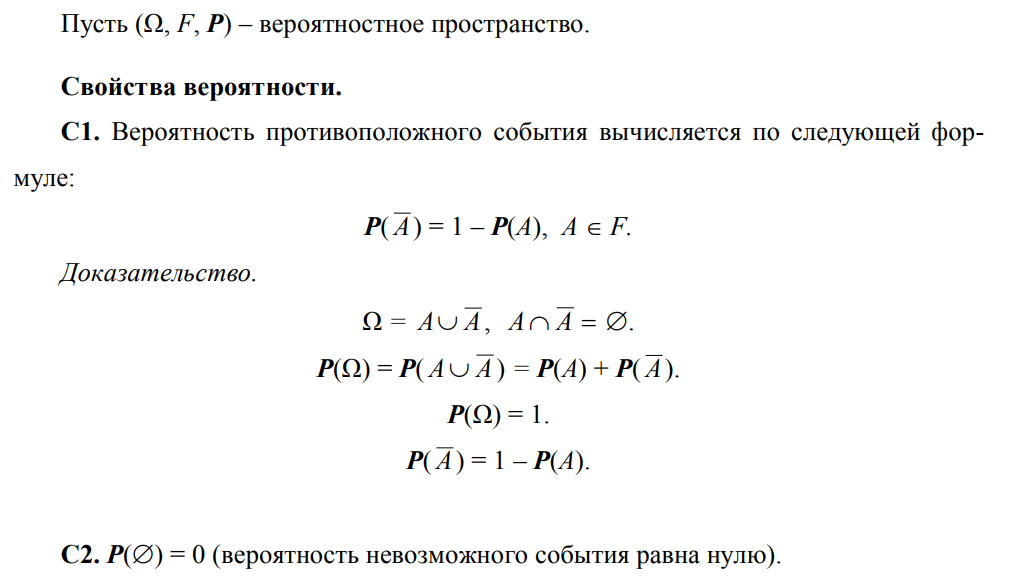 Пусть (Ω, F, P) – вероятностное пространство.
Свойства вероятности.
С1. Вероятность противоположного события вычисляется по следующей фор-
муле:
P(A̅) = 1 – P(A), A ∈ F.
Доказательство.
Ω = A∪A̅, A∩A̅ = ∅.
P(Ω) = P(A∪A̅) = P(A) + P(A̅).
P(Ω) = 1.
P(A̅) = 1 – P(A).
С2. P(∅) = 0 (вероятность невозможного события равна нулю).